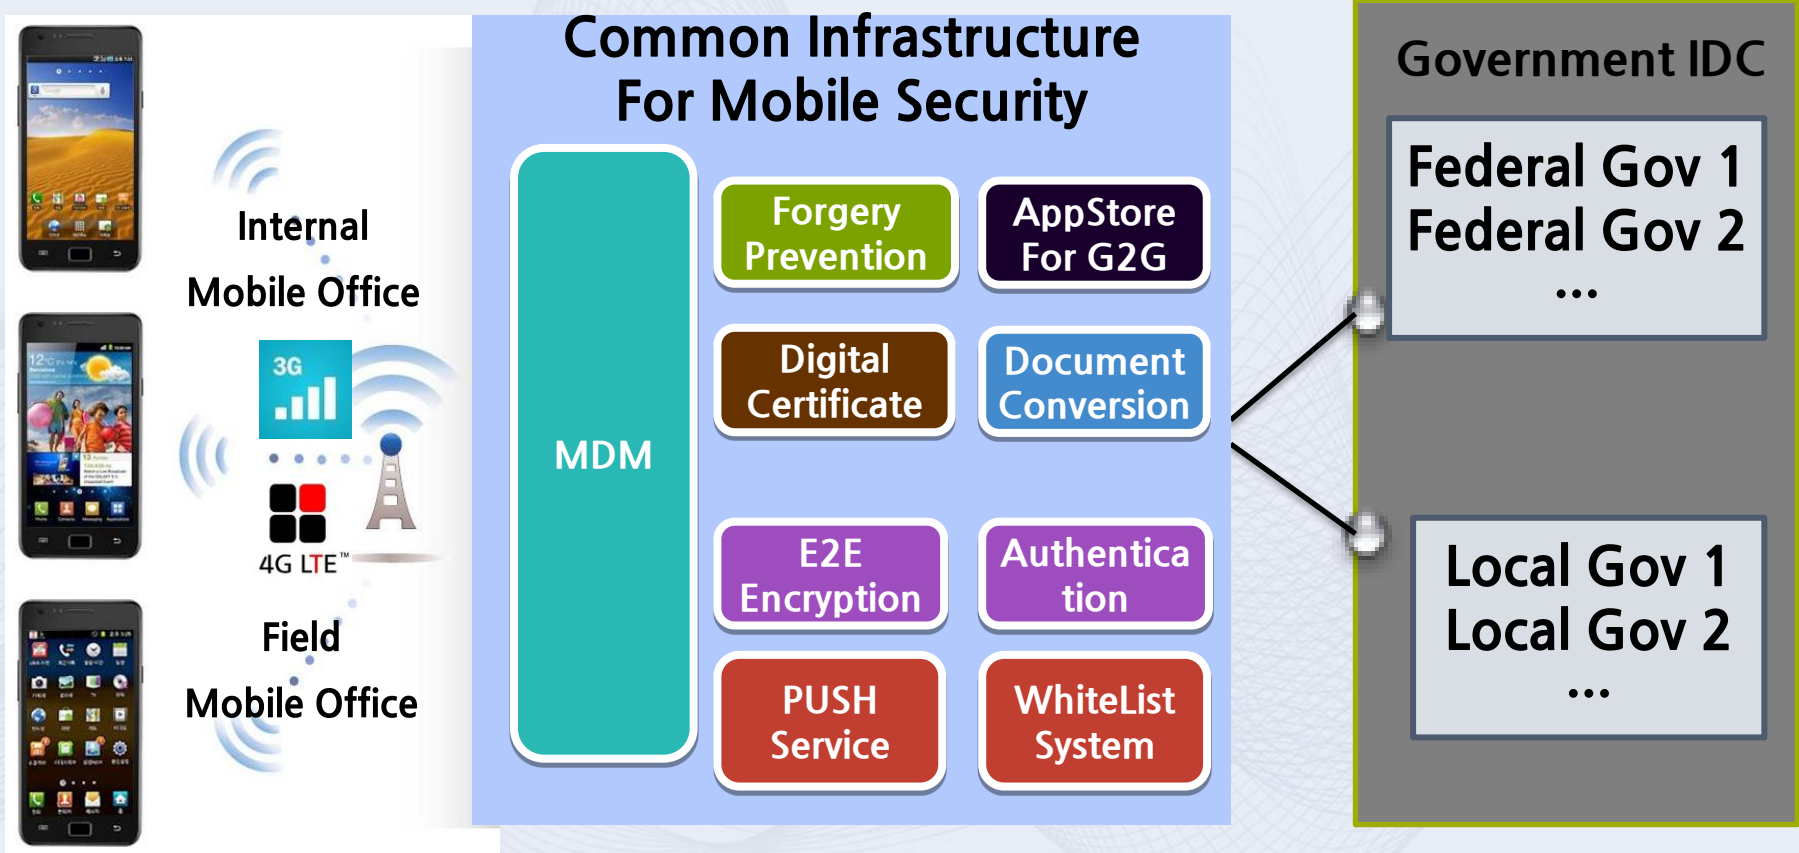 Common Infrastructure
For Mobile Security
Internal
Mobile Office
3G
4G LTE™
Field
Mobile Office
12°C
MDM
Forgery
Prevention
AppStore
For G2G
Digital
Certificate
Document
Conversion
E2E
Encryption
Authentica
tion
PUSH
Service
WhiteList
System
Government IDC
Federal Gov 1
Federal Gov 2
...
Local Gov 1
Local Gov 2
...